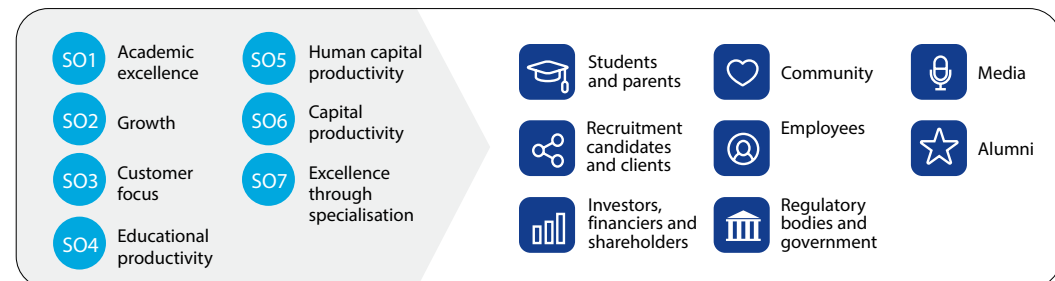 SO1
Academic
excellence
SO2
Growth
SO3
Customer
focus
SO4
Educational
productivity
SO5
Human capital
productivity
SO6
Capital
productivity
SO7
Excellence
through
specialisation
Students
and parents
Recruitment
candidates
and clients
Investors,
financiers and
shareholders
Community
Employees
Regulatory
bodies and
government
Media
Alumni